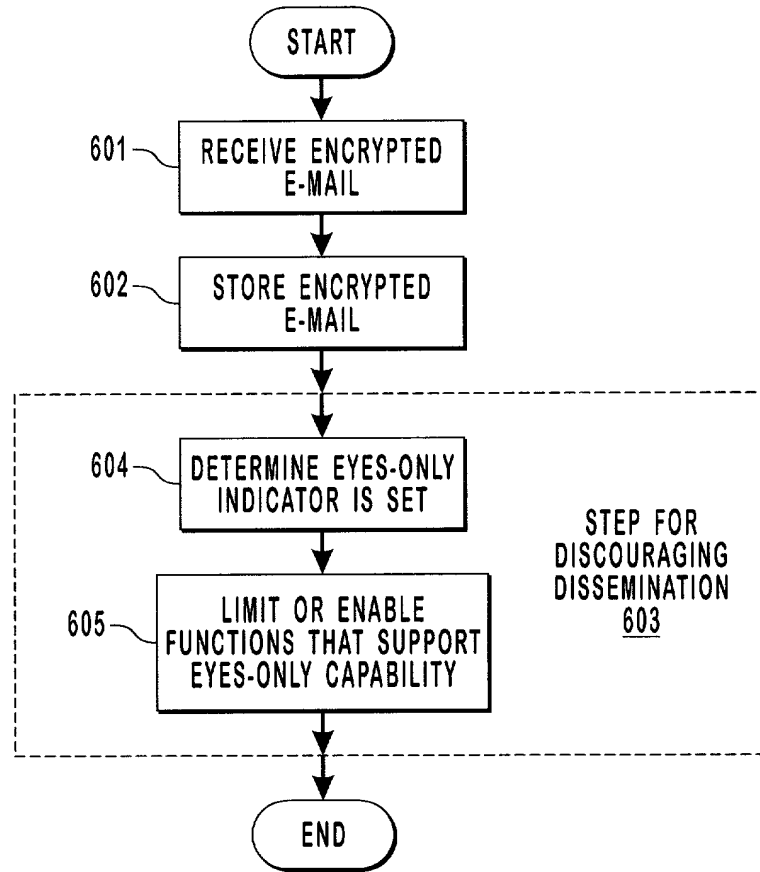 START
601
RECEIVE ENCRYPTED
E-MAIL
602
STORE ENCRYPTED
E-MAIL
604
DETERMINE EYES-ONLY
INDICATOR IS SET
STEP FOR
DISCOURAGING
DISSEMINATION
603
605
LIMIT OR ENABLE
FUNCTIONS THAT SUPPORT
EYES-ONLY CAPABILITY
END